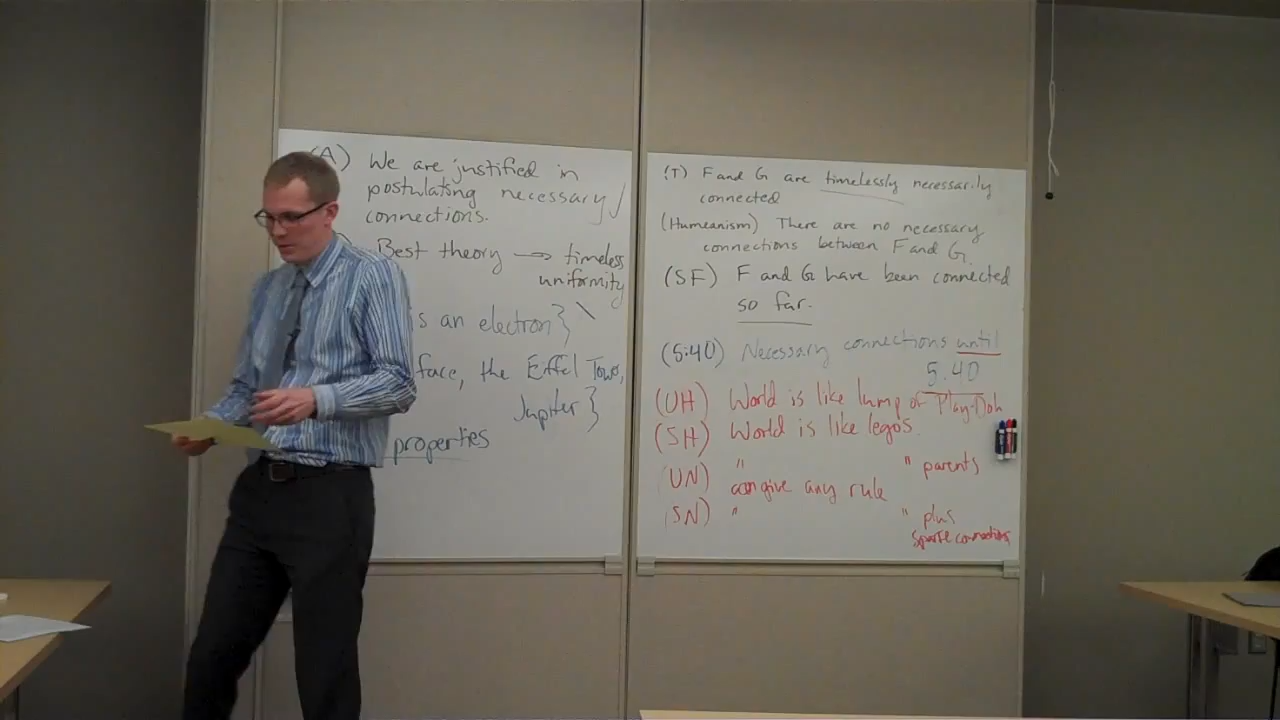 (A) We are justified in
postulating necessary
connections.
Best theory → timeless
uniformity
is an electron}
face, the Eiffel Tower,
Jupiter}
properties
(T) F and G are timelessly necessarily
connected
(Humeanism) There are no necessary
connections between F and G.
(SF) F and G have been connected
so far.
(5:40) Necessary connections until
5.40
(UH) World is like lump of Play-Doh
(SH) World is like legos.
(UN) " " parents
can give any rule
(SN) " " plus
sparse connections